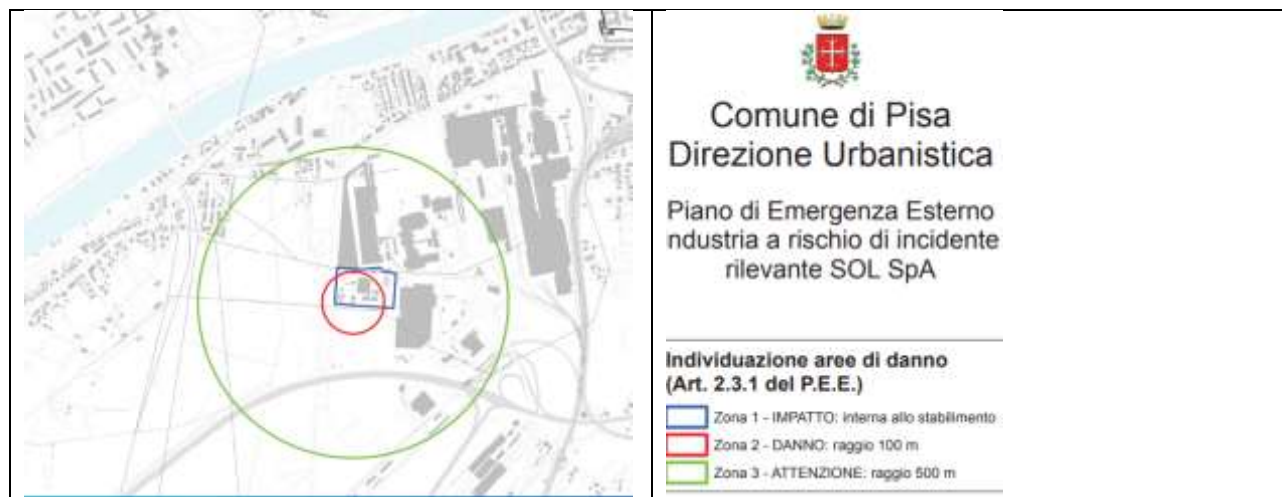 Comune di Pisa
Direzione Urbanistica
Piano di Emergenza Esterno
ndustria a rischio di incidente
rilevante SOL SpA
Individuazione aree di danno
(Art. 2.3.1 del P.E.E.)
Zona 1 - IMPATTO: interna allo stabilimento
Zona 2 - DANNO: raggio 100 m
Zona 3 - ATTENZIONE: raggio 500 m